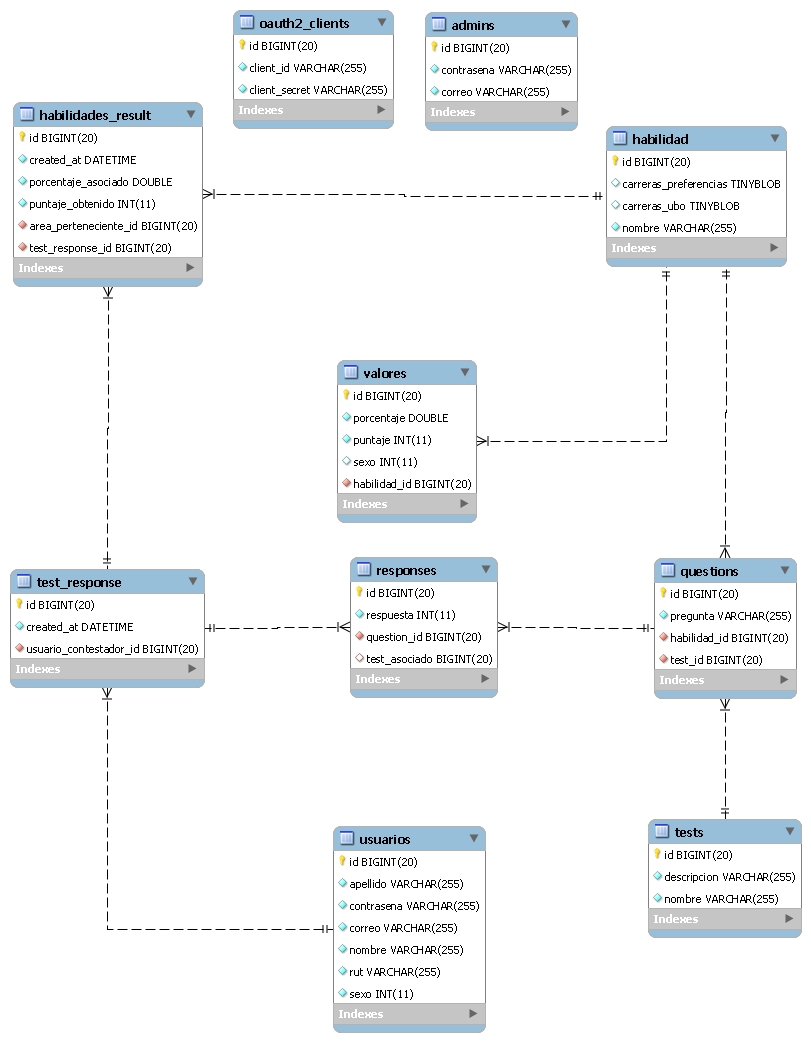 oauth2_clients
id BIGINT(20)
client_id VARCHAR(255)
client_secret VARCHAR(255)
Indexes
admins
id BIGINT(20)
contrasena VARCHAR(255)
correo VARCHAR(255)
Indexes
habilidades_result
id BIGINT(20)
created_at DATETIME
porcentaje_asociado DOUBLE
puntaje_obtenido INT(11)
area_perteneciente_id BIGINT(20)
test_response_id BIGINT(20)
Indexes
habilidad
id BIGINT(20)
carreras_preferencias TINYBLOB
carreras_ubo TINYBLOB
nombre VARCHAR(255)
Indexes
valores
id BIGINT(20)
porcentaje DOUBLE
puntaje INT(11)
sexo INT(11)
habilidad_id BIGINT(20)
Indexes
test_response
id BIGINT(20)
created_at DATETIME
usuario_contestador_id BIGINT(20)
Indexes
responses
id BIGINT(20)
respuesta INT(11)
question_id BIGINT(20)
test_asociado BIGINT(20)
Indexes
questions
id BIGINT(20)
pregunta VARCHAR(255)
habilidad_id BIGINT(20)
test_id BIGINT(20)
Indexes
usuarios
id BIGINT(20)
apellido VARCHAR(255)
contrasena VARCHAR(255)
correo VARCHAR(255)
nombre VARCHAR(255)
rut VARCHAR(255)
sexo INT(11)
Indexes
tests
id BIGINT(20)
descripcion VARCHAR(255)
nombre VARCHAR(255)
Indexes